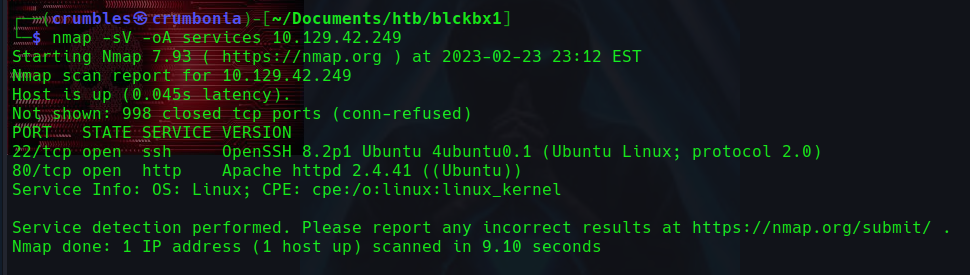 ┌──(crumbles㉿crumbonia)-[~/Documents/htb/blckbx1]
└─$ nmap -sV -oA services 10.129.42.249
Starting Nmap 7.93 ( https://nmap.org ) at 2023-02-23 23:12 EST
Nmap scan report for 10.129.42.249
Host is up (0.045s latency).
Not shown: 998 closed tcp ports (conn-refused)
PORT   STATE SERVICE VERSION
22/tcp open  ssh     OpenSSH 8.2p1 Ubuntu 4ubuntu0.1 (Ubuntu Linux; protocol 2.0)
80/tcp open  http    Apache httpd 2.4.41 ((Ubuntu))
Service Info: OS: Linux; CPE: cpe:/o:linux:linux_kernel
Service detection performed. Please report any incorrect results at https://nmap.org/submit/ .
Nmap done: 1 IP address (1 host up) scanned in 9.10 seconds